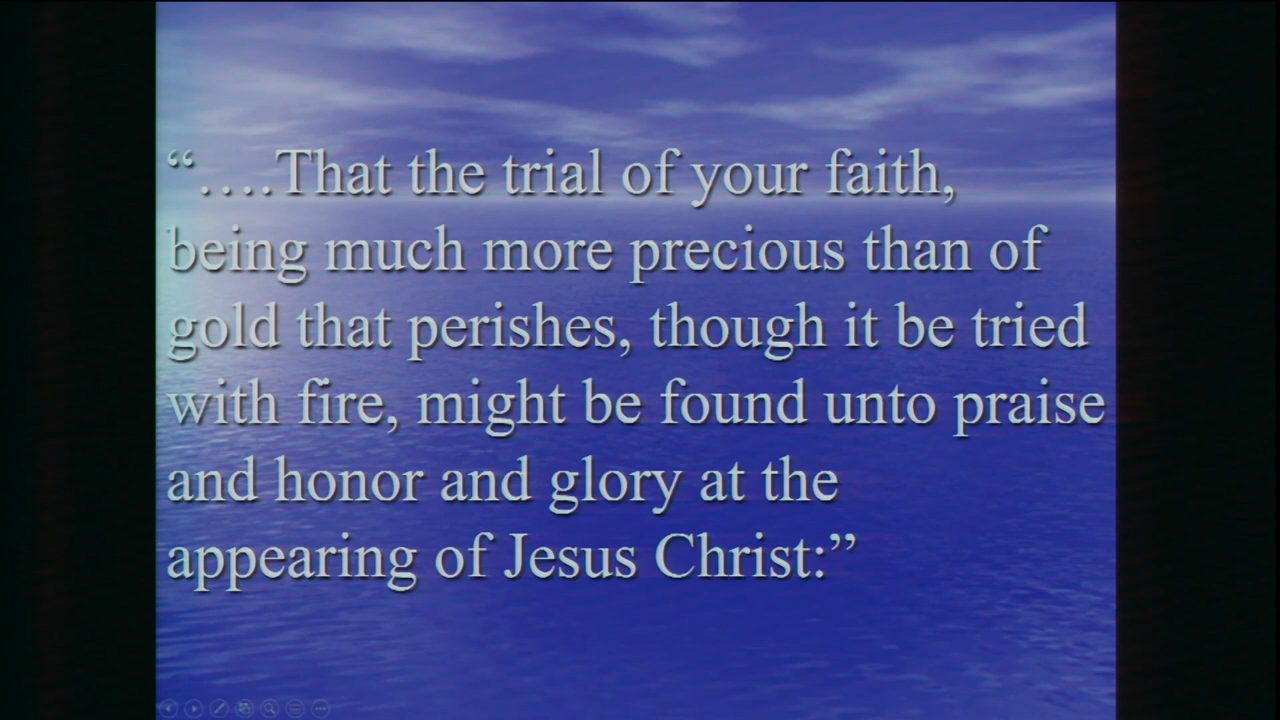 “….That the trial of your faith,
being much more precious than of
gold that perishes, though it be tried
with fire, might be found unto praise
and honor and glory at the
appearing of Jesus Christ:”